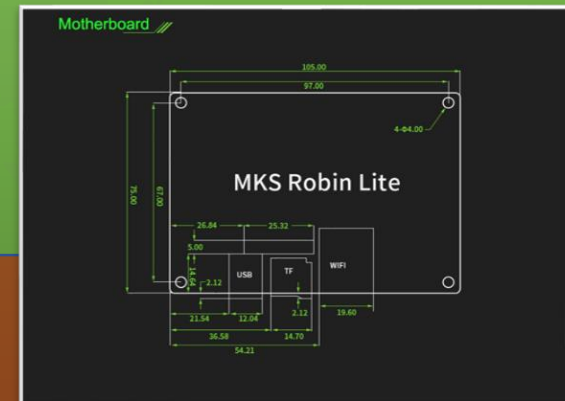 Motherboard
105.00
97.00
4-Φ4.00
75.00
67.00
MKS Robin Lite
26.84
25.32
5.00
14.64
USB
TF
WIFI
2.12
2.12
19.60
21.54
12.04
36.58
14.70
54.21